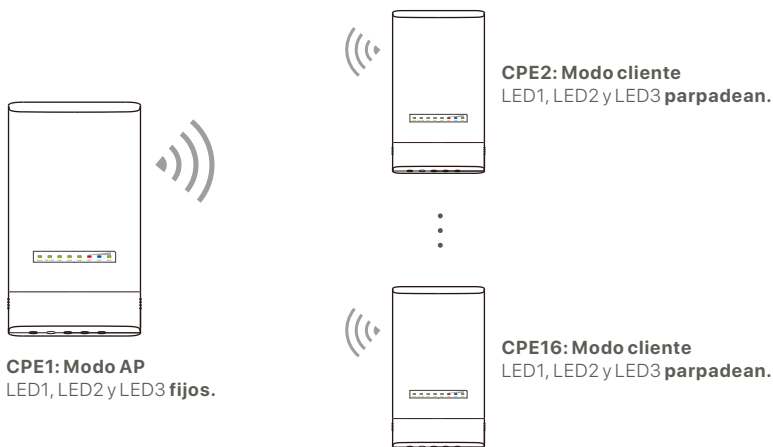 CPE2: Modo cliente
LED1, LED2 y LED3 parpadean.
CPE1: Modo AP
LED1, LED2 y LED3 fijos.
CPE16: Modo cliente
LED1, LED2 y LED3 parpadean.